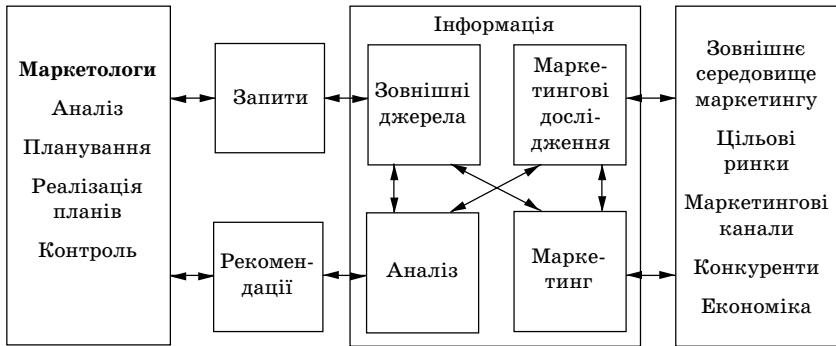 Маркетологи
Аналіз
Планування
Реалізація
планів
Контроль
Запити
Рекомен-
дації
Інформація
Зовнішні
джерела
Марке-
тингові
дослі-
дження
Аналіз
Марке-
тинг
Зовнішнє
середовище
маркетингу
Цільові
ринки
Маркетингові
канали
Конкуренти
Економіка